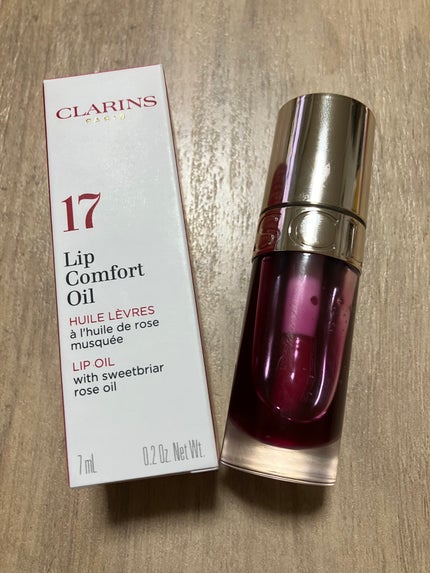 CLARINS
PARIS
17
Lip
Comfort
Oil
HUILE LÈVRES
à l'huile de rose
musquée
LIP OIL
with sweetbriar
rose oil
7 mL 0.2 Oz. Net Wt.